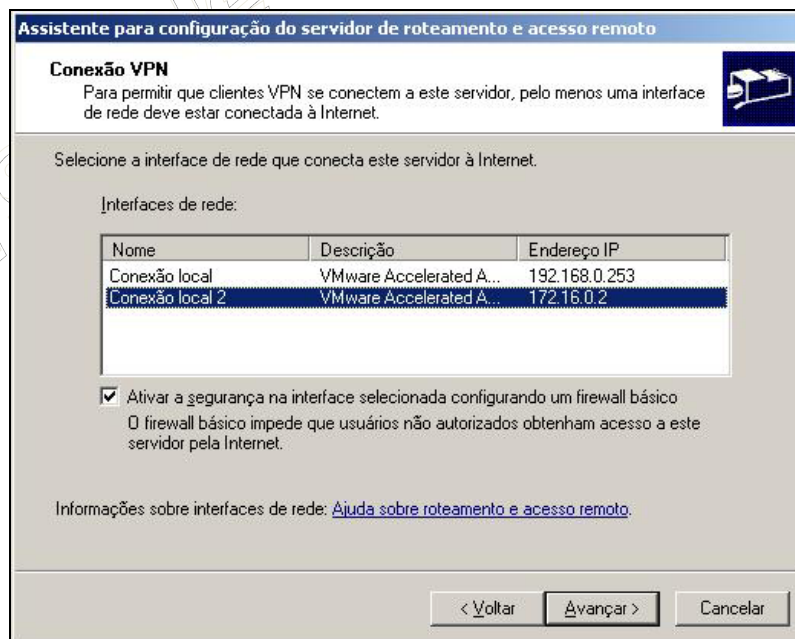 Assistente para configuração do servidor de roteamento e acesso remoto
Conexão VPN
Para permitir que clientes VPN se conectem a este servidor, pelo menos uma interface
de rede deve estar conectada à Internet.
Selecione a interface de rede que conecta este servidor à Internet.
Interfaces de rede:
Nome Descrição Endereço IP
Conexão local VMware Accelerated A... 192.168.0.253
Conexão local 2 VMware Accelerated A... 172.16.0.2
Ativar a segurança na interface selecionada configurando um firewall básico
O firewall básico impede que usuários não autorizados obtenham acesso a este
servidor pela Internet.
Informações sobre interfaces de rede: Ajuda sobre roteamento e acesso remoto.
< Voltar Avançar > Cancelar